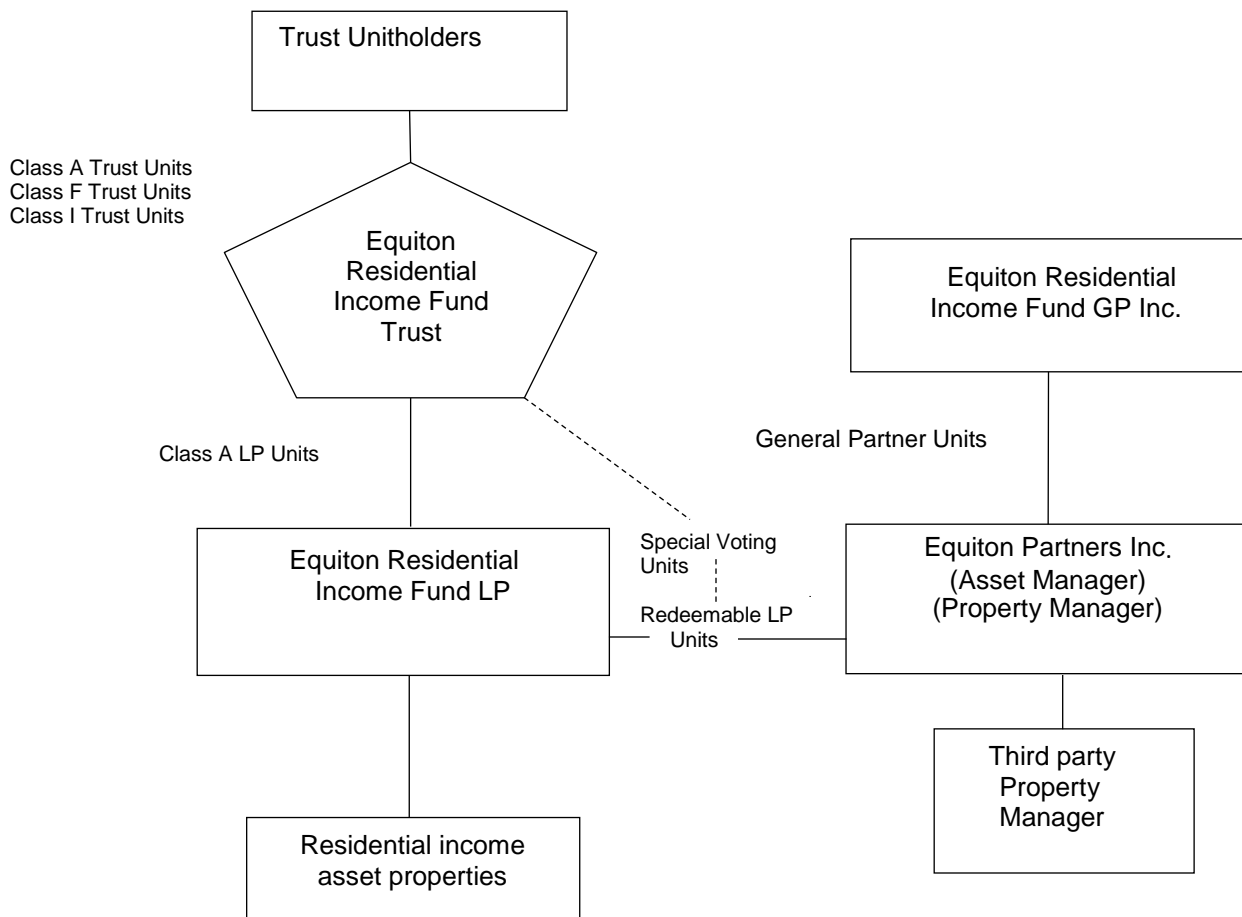 Trust Unitholders
Class A Trust Units
Class F Trust Units
Class I Trust Units
Equiton
Residential
Income Fund
Trust
Equiton Residential
Income Fund GP Inc.
Class A LP Units
General Partner Units
Equiton Residential
Income Fund LP
Special Voting
Units
Redeemable LP
Units
Equiton Partners Inc.
(Asset Manager)
(Property Manager)
Third party
Property
Manager
Residential income
asset properties